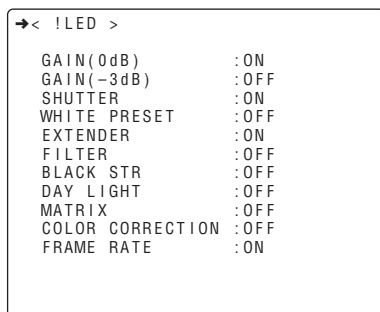 ➔< !LED >
GAIN(0dB) :ON
GAIN(–3dB) :OFF
SHUTTER :ON
WHITE PRESET :OFF
EXTENDER :ON
FILTER :OFF
BLACK STR :OFF
DAY LIGHT :OFF
MATRIX :OFF
COLOR CORRECTION :OFF
FRAME RATE :ON